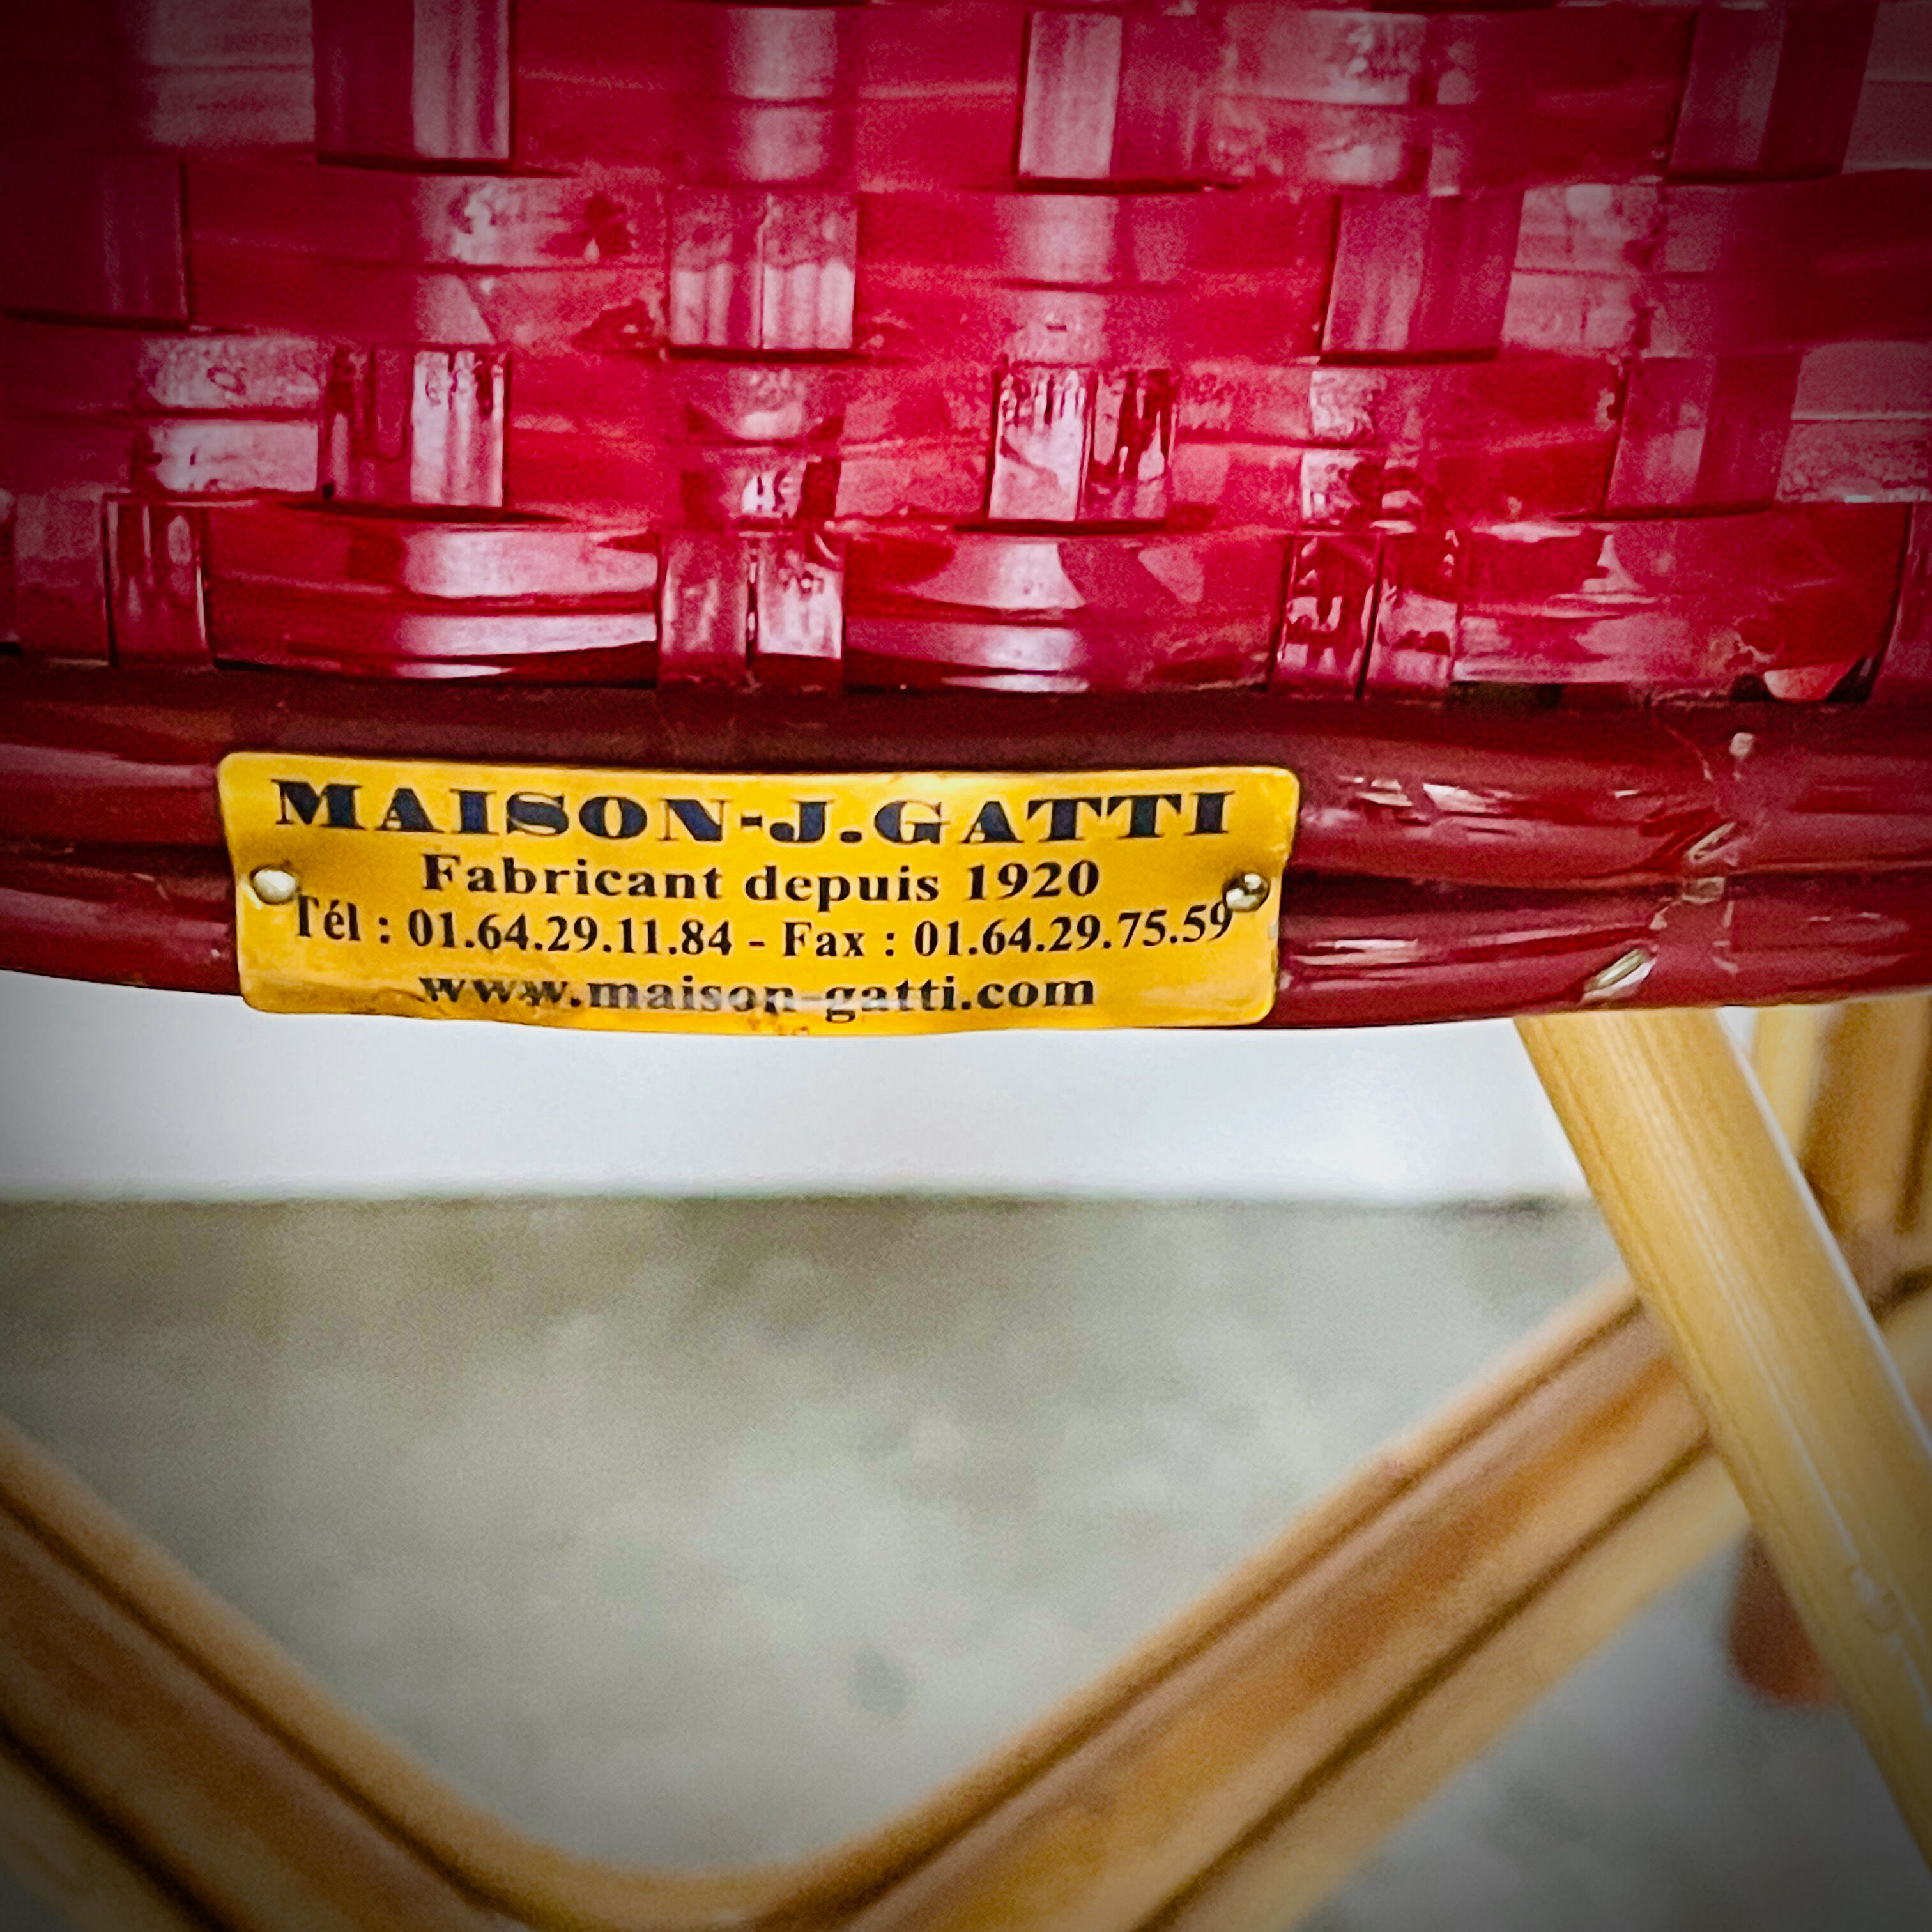 MAISON-J.GATTI
Fabricant depuis 1920
Tél : 01.64.29.11.84 - Fax : 01.64.29.75.59
www.maison-gatti.com